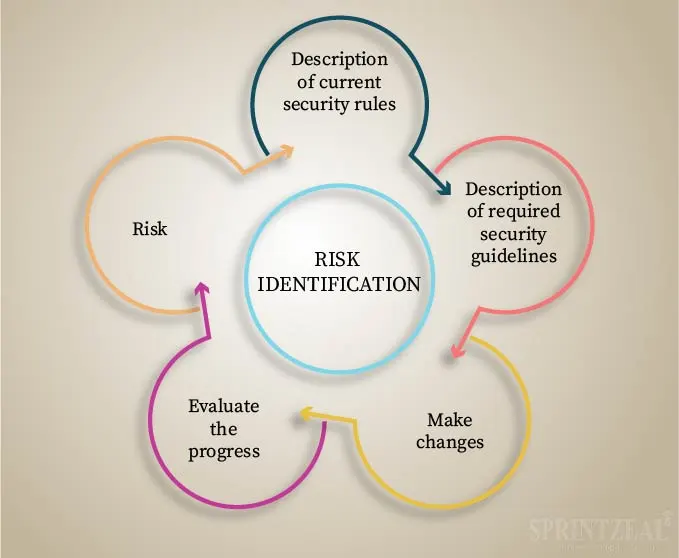 Description
of current
security rules
Description
of required
security
guidelines
Make
changes
Evaluate
the
progress
Risk
RISK
IDENTIFICATION
SPRINTZEAL